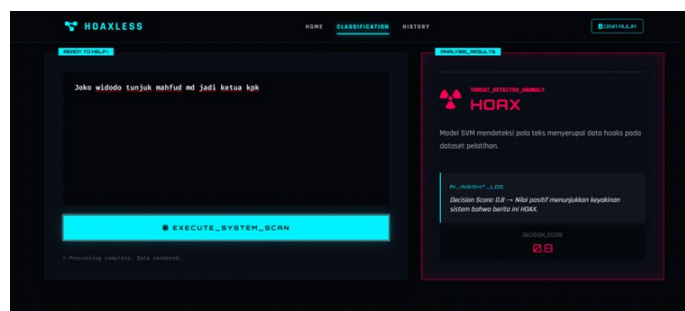 HOAXLESS
HOME CLASSIFICATION HISTORY
READY TO HELP!
Joko widodo tunjuk mahfud md jadi ketua kpk
EXECUTE_SYSTEM_SCAN
> Processing complete. Data rendered.
ANALYSIS_RESULTS
THREAT_DETECTED_ANOMALY
HOAX
Model SVM mendeteksi pola teks menyerupai data hoaks pada
dataset pelatihan.
AI_INSIGHT_LOG
Decision Score: 0.8 → Nilai positif menunjukkan keyakinan
sistem bahwa berita ini HOAX.
DECISION_SCORE
0.8